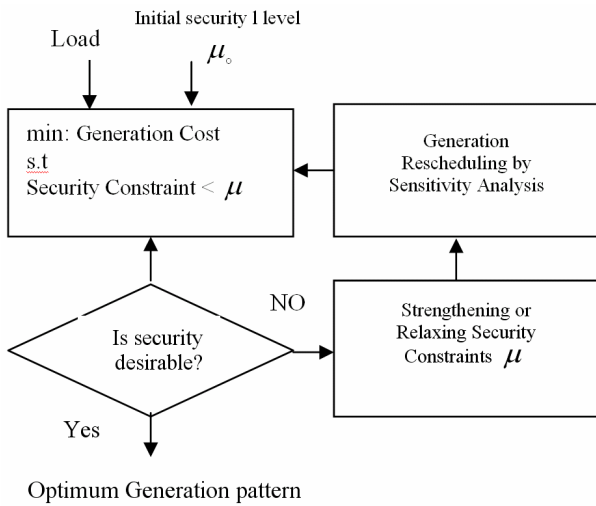 Initial security l level
Load
μ。
min: Generation Cost
s.t
Security Constraint < μ
Generation
Rescheduling by
Sensitivity Analysis
NO
Is security
desirable?
Strengthening or
Relaxing Security
Constraints μ
Yes
Optimum Generation pattern